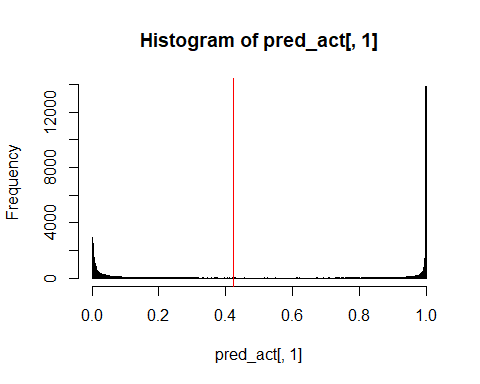 Histogram of pred_act[, 1]
Frequency
12000
8000
4000
0
0.0 0.2 0.4 0.6 0.8 1.0
pred_act[, 1]